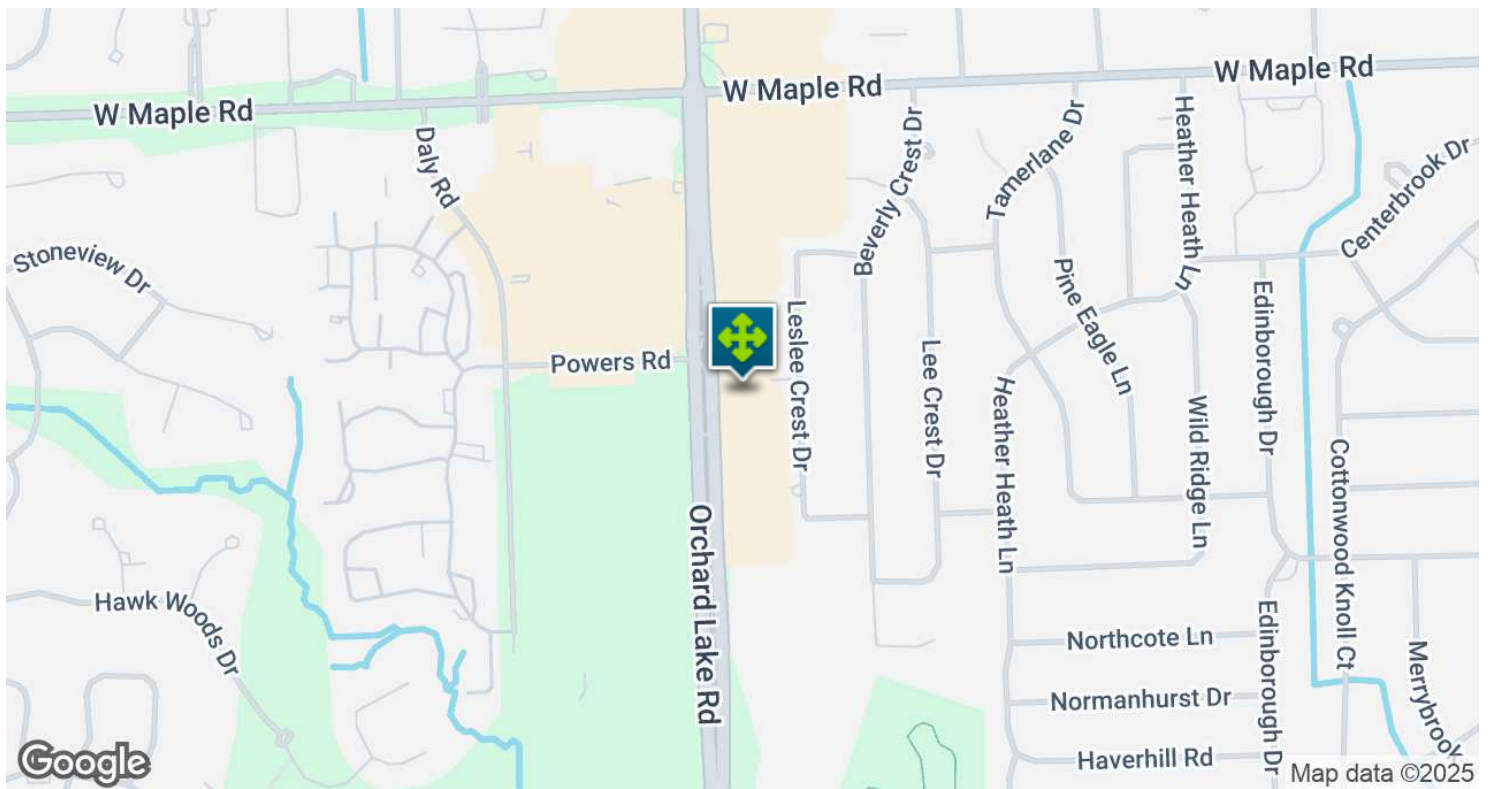 W Maple Rd
W Maple Rd
W Maple Rd
Daly Rd
Beverly Crest Dr
Tamerlane Dr
Heather Heath Ln
Centerbrook Dr
Stoneview Dr
Pine Eagle Ln
Edinborough Dr
Leslee Crest Dr
Lee Crest Dr
Powers Rd
Heather Heath Ln
Wild Ridge Ln
Cottonwood Knoll Ct
Orchard Lake Rd
Hawk Woods Dr
Northcote Ln
Edinborough Dr
Merrybrook
Normanhurst Dr
Haverhill Rd
Google
Map data ©2025